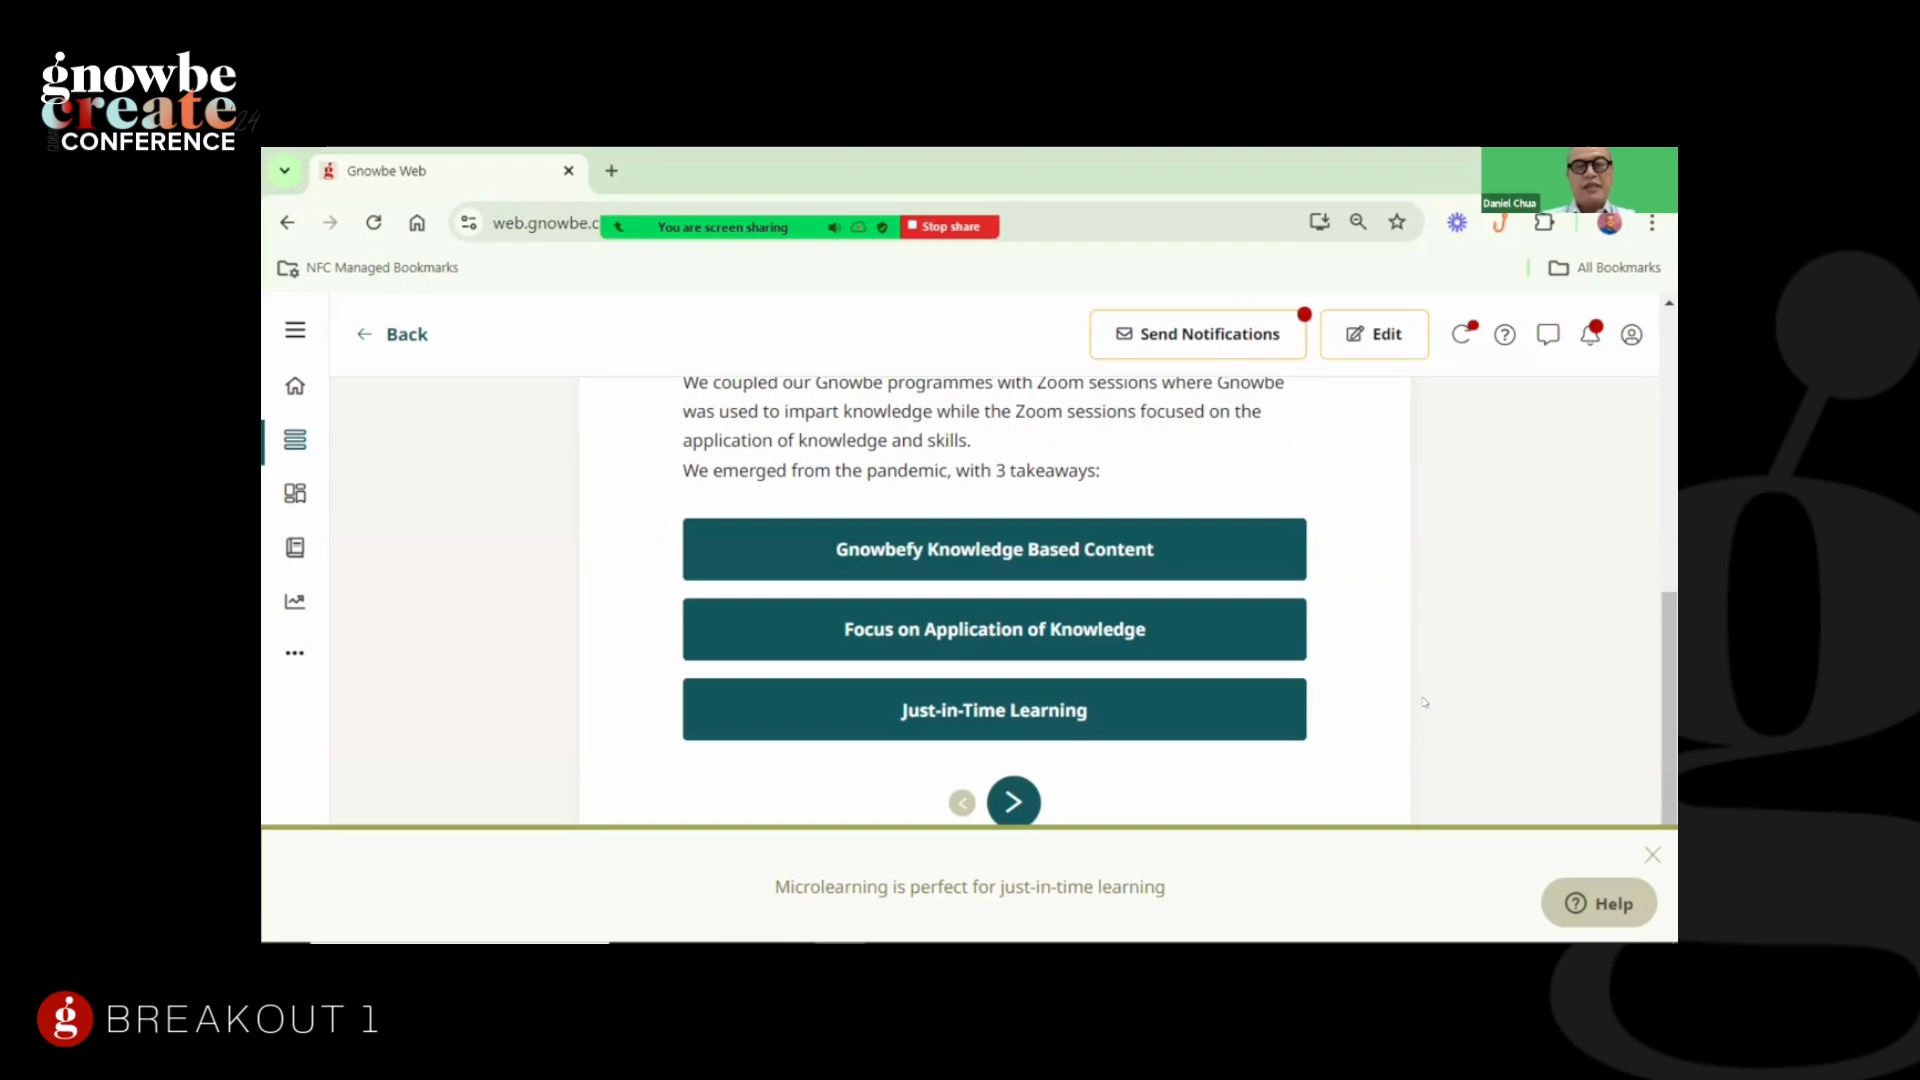 gnowbe
create '24
CONFERENCE
Gnowbe Web
Daniel Chua
web.gnowbe.c
You are screen sharing
Stop share
NFC Managed Bookmarks
All Bookmarks
Back
Send Notifications
Edit
We coupled our Gnowbe programmes with Zoom sessions where Gnowbe
was used to impart knowledge while the Zoom sessions focused on the
application of knowledge and skills.
We emerged from the pandemic, with 3 takeaways:
Gnowbefy Knowledge Based Content
Focus on Application of Knowledge
Just-in-Time Learning
Microlearning is perfect for just-in-time learning
Help
g BREAKOUT 1